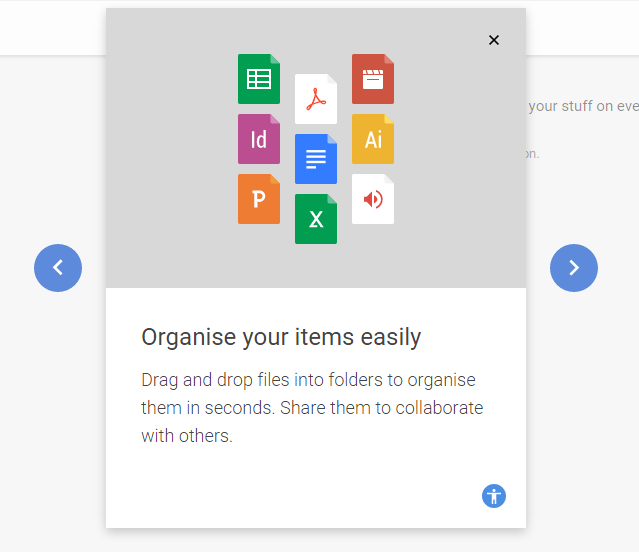 Id
Ai
P
X
your stuff on eve
on.
Organise your items easily
Drag and drop files into folders to organise
them in seconds. Share them to collaborate
with others.